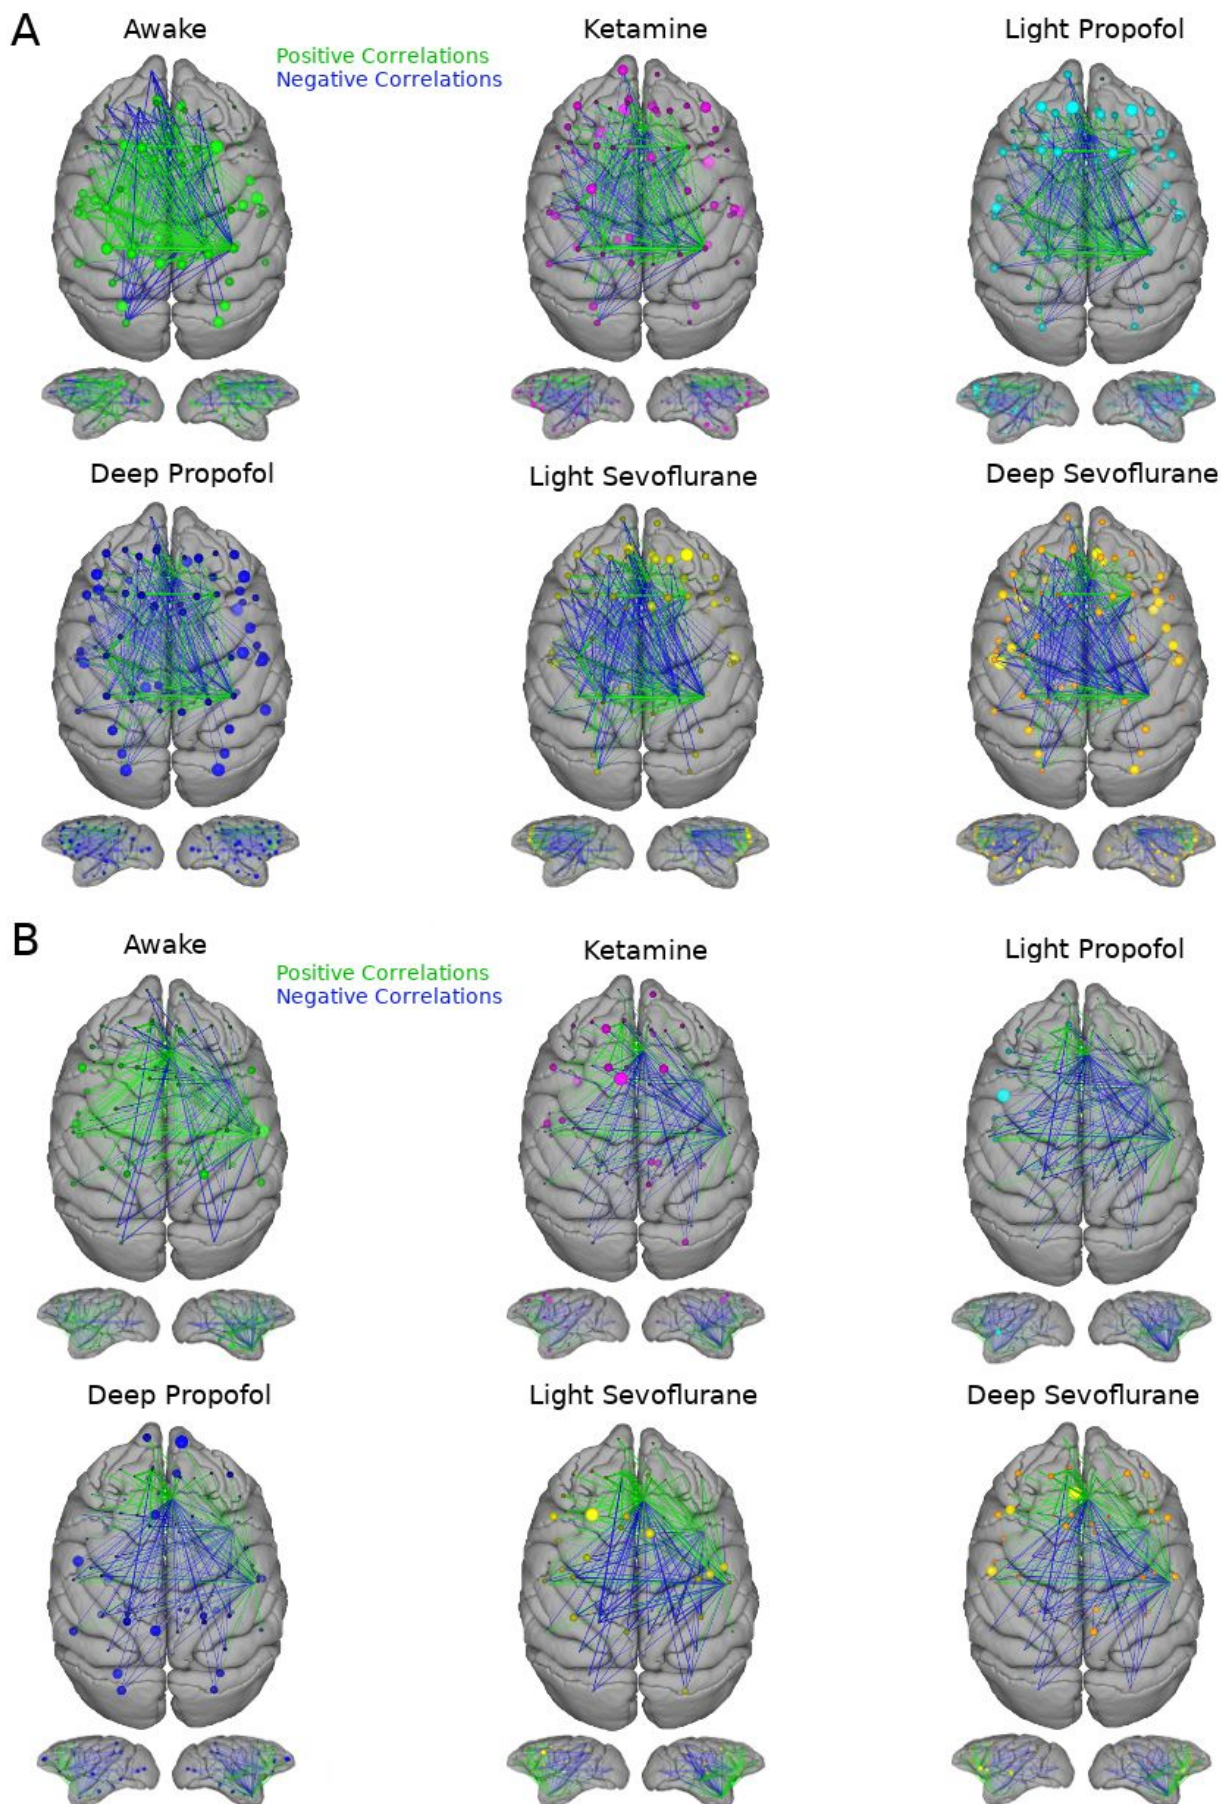 A
Awake
Ketamine
Light Propofol
Positive Correlations
Negative Correlations
Deep Propofol
Light Sevoflurane
Deep Sevoflurane
B
Awake
Ketamine
Light Propofol
Positive Correlations
Negative Correlations
Deep Propofol
Light Sevoflurane
Deep Sevoflurane